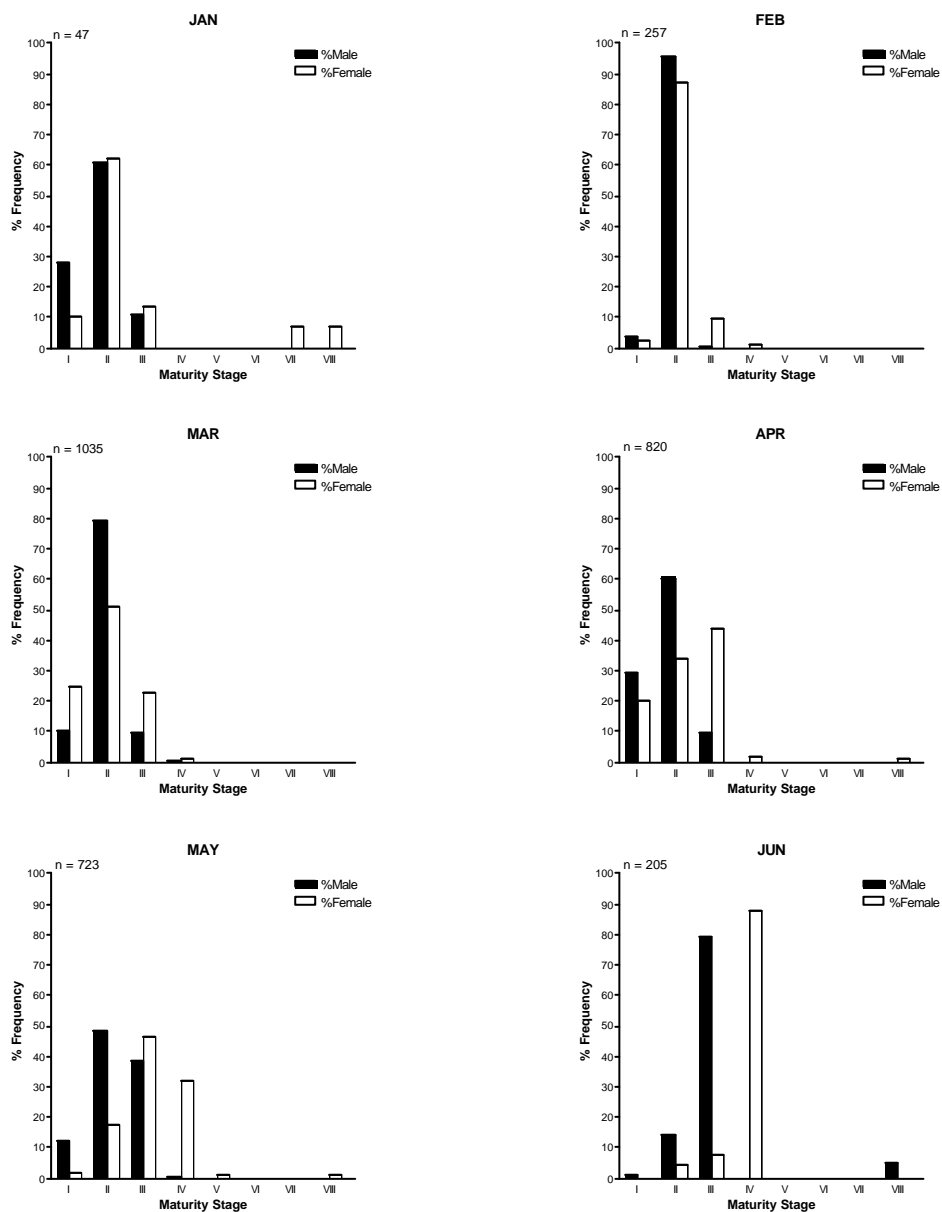 JAN
n = 47
%Male
%Female
% Frequency
100
90
80
70
60
50
40
30
20
10
0
I II III IV V VI VII VIII
Maturity Stage
FEB
n = 257
%Male
%Female
% Frequency
100
90
80
70
60
50
40
30
20
10
0
I II III IV V VI VII VIII
Maturity Stage
MAR
n = 1035
%Male
%Female
% Frequency
100
90
80
70
60
50
40
30
20
10
0
I II III IV V VI VII VIII
Maturity Stage
APR
n = 820
%Male
%Female
% Frequency
100
90
80
70
60
50
40
30
20
10
0
I II III IV V VI VII VIII
Maturity Stage
MAY
n = 723
%Male
%Female
% Frequency
100
90
80
70
60
50
40
30
20
10
0
I II III IV V VI VII VIII
Maturity Stage
JUN
n = 205
%Male
%Female
% Frequency
100
90
80
70
60
50
40
30
20
10
0
I II III IV V VI VII VIII
Maturity Stage